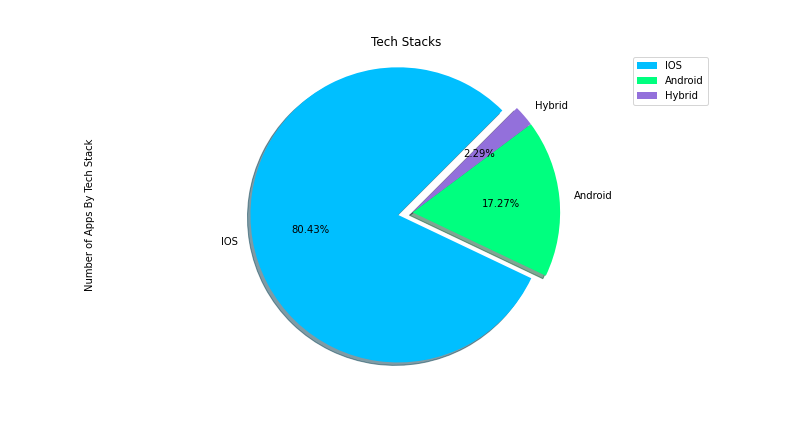 Tech Stacks
IOS
Android
Hybrid
Hybrid
2.29%
Android
17.27%
80.43%
IOS
Number of Apps By Tech Stack